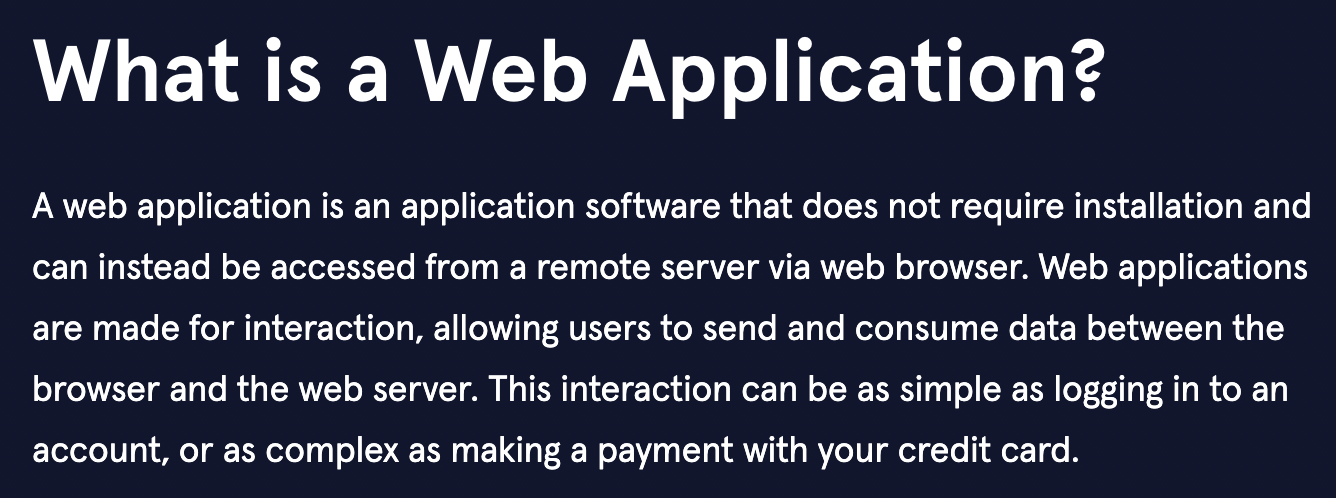 What is a Web Application?
A web application is an application software that does not require installation and
can instead be accessed from a remote server via web browser. Web applications
are made for interaction, allowing users to send and consume data between the
browser and the web server. This interaction can be as simple as logging in to an
account, or as complex as making a payment with your credit card.